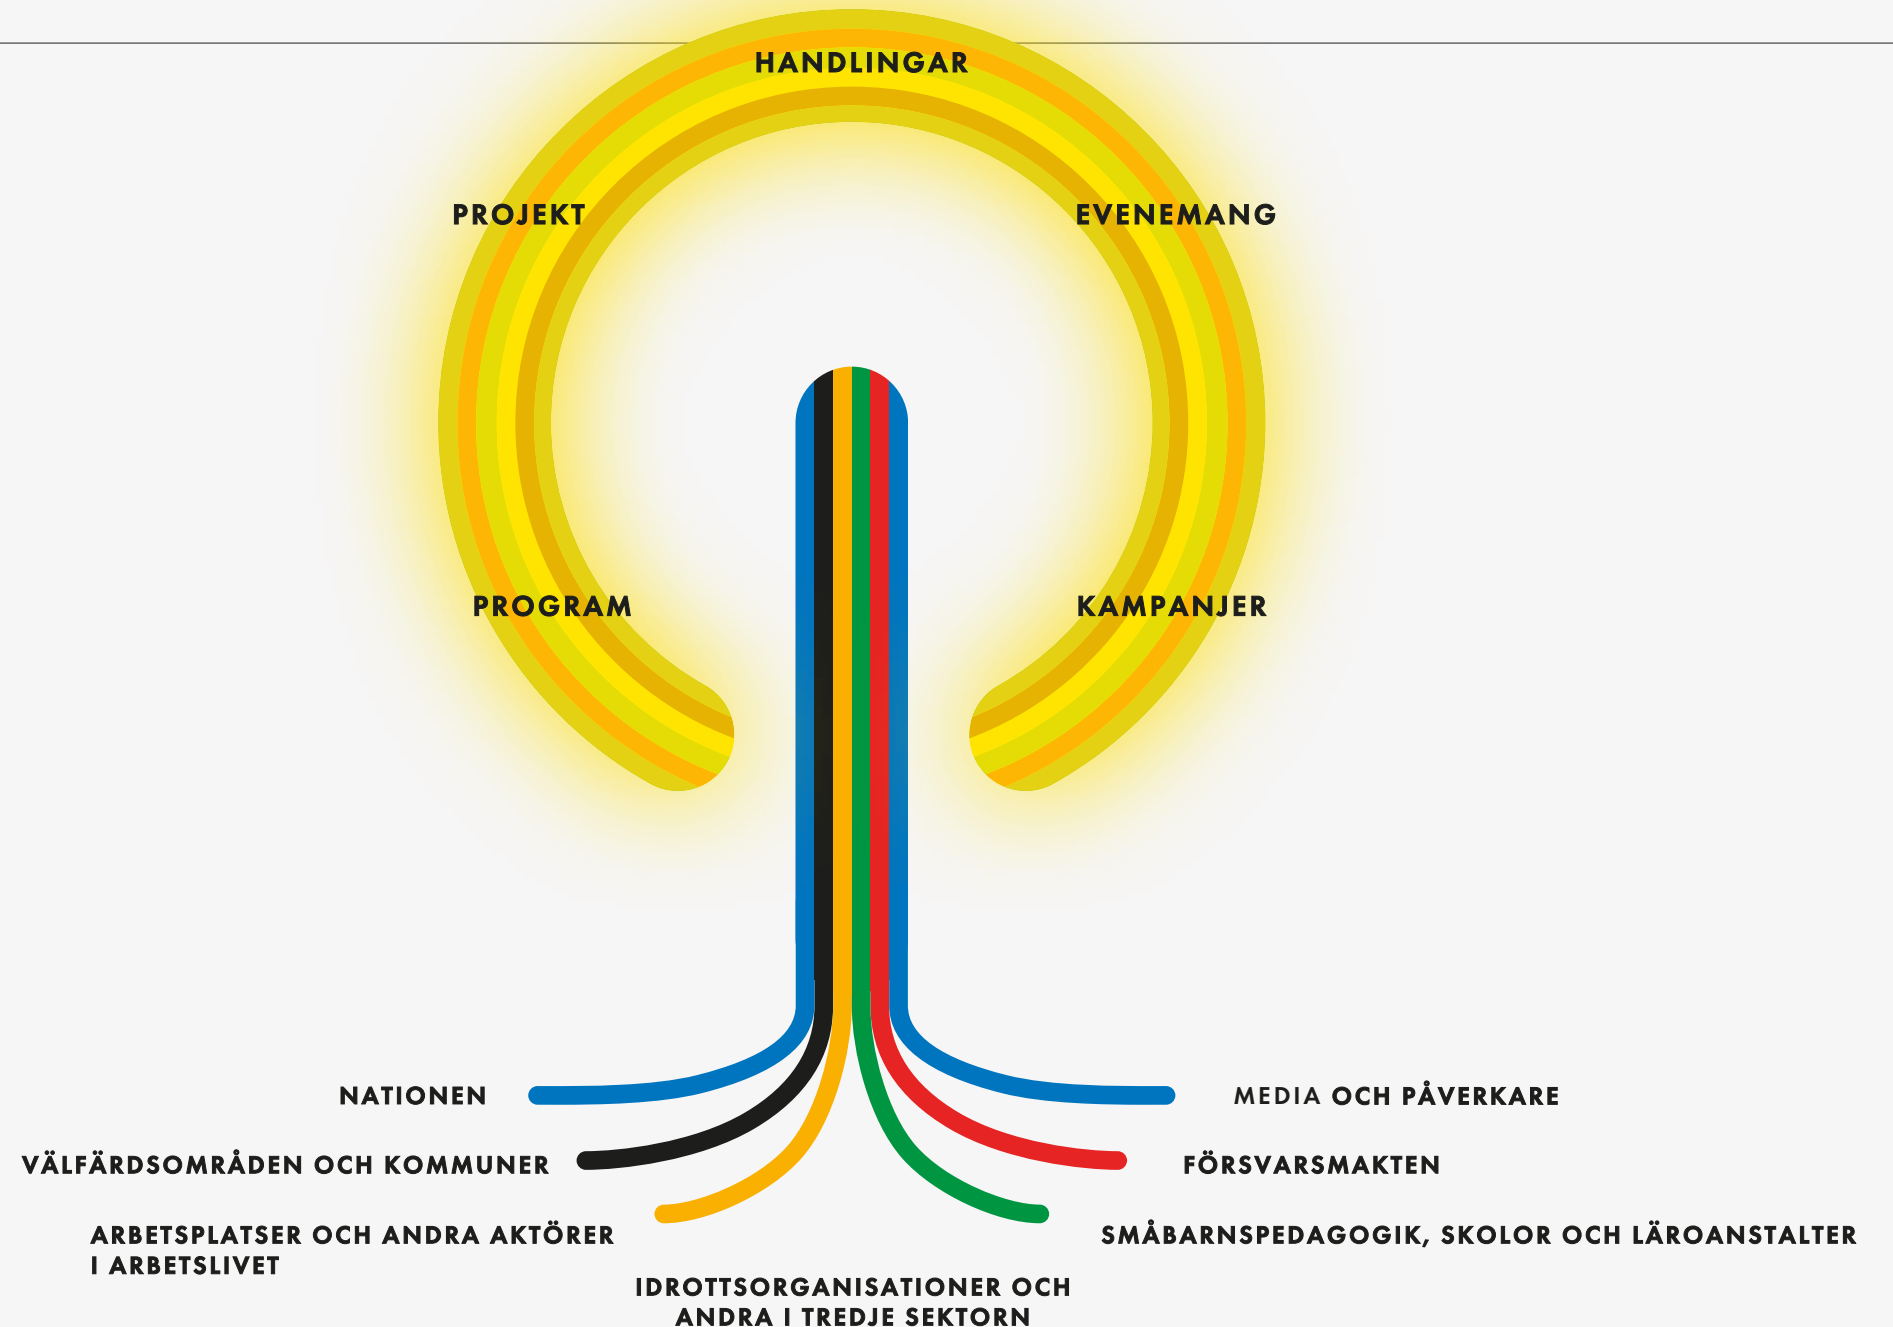 HANDLINGAR
PROJEKT
EVENEMANG
PROGRAM
KAMPANJER
NATIONEN
MEDIA OCH PÅVERKARE
VÄLFÄRDSOMRÅDEN OCH KOMMUNER
FÖRSVARSMAKTEN
ARBETSPLATSER OCH ANDRA AKTÖRER
I ARBETSLIVET
SMÅBARNSPEDAGOGIK, SKOLOR OCH LÄROANSTALTER
IDROTTSORGANISATIONER OCH
ANDRA I TREDJE SEKTORN